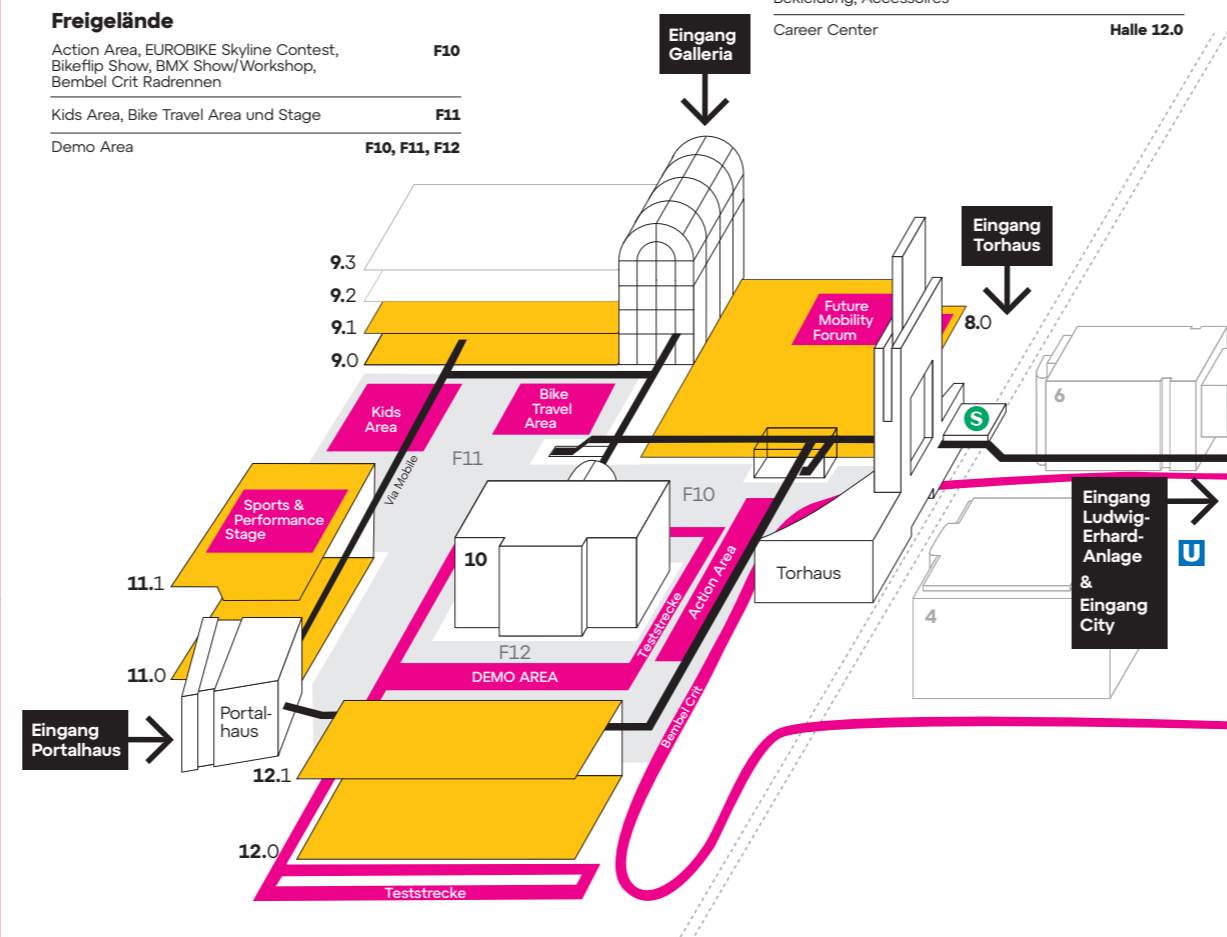 Bekleidung, Accessoires
Career Center Halle 12.0
Freigelände
Action Area, EUROBIKE Skyline Contest, F10
Bikeflip Show, BMX Show/Workshop,
Bembel Crit Radrennen
Kids Area, Bike Travel Area und Stage F11
Demo Area F10, F11, F12
Eingang
Galleria
Eingang
Torhaus
9.3
9.2
9.1
9.0
Future
Mobility
Forum
8.0
6
S
Kids
Area
Bike
Travel
Area
Via Mobile
F11
F10
Sports &
Performance
Stage
11.1
11.0
10
Action Area
Teststrecke
Torhaus
Eingang
Ludwig-
Erhard-
Anlage
&
Eingang
City
U
4
F12
DEMO AREA
Bembel Crit
Portal-
haus
Eingang
Portalhaus
12.1
12.0
Teststrecke